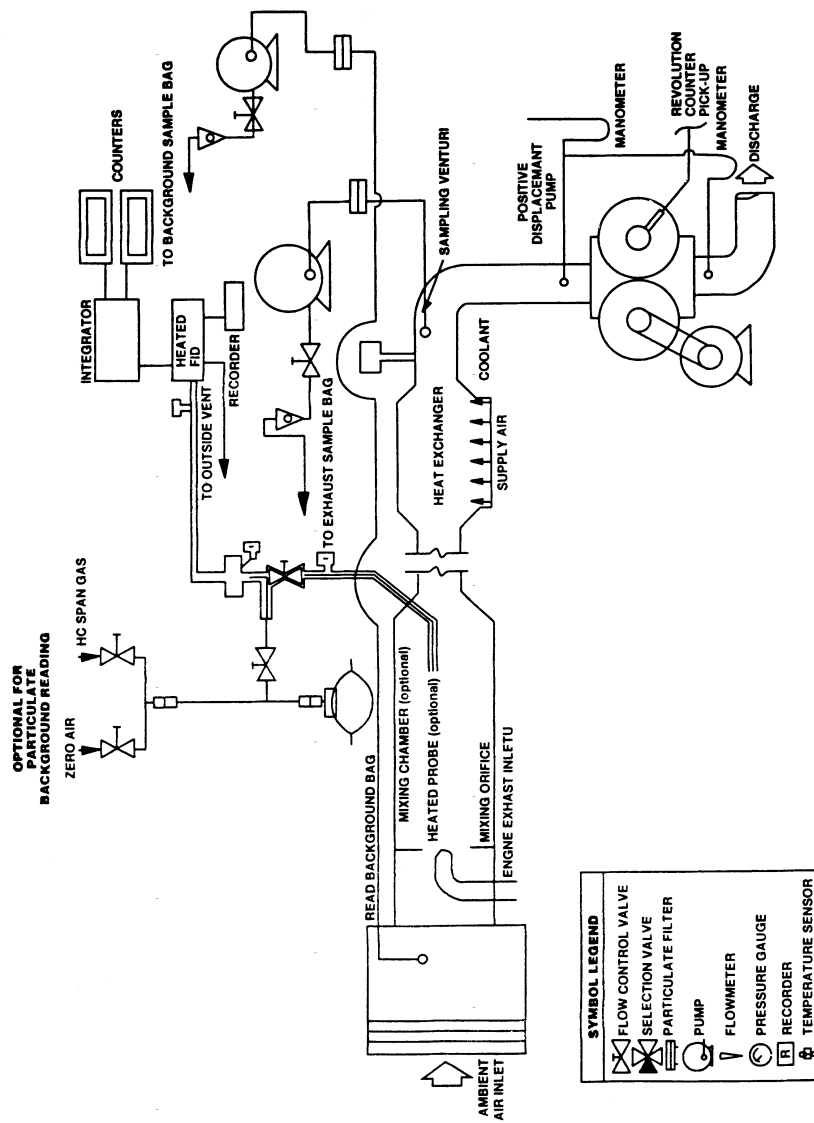 OPTIONAL FOR
PARTICULATE
BACKGROUND READING
ZERO AIR
HC SPAN GAS
INTEGRATOR
COUNTERS
HEATED
FID
RECORDER
TO OUTSIDE VENT
TO BACKGROUND SAMPLE BAG
TO EXHAUST SAMPLE BAG
READ BACKGROUND BAG
MIXING CHAMBER (optional)
HEATED PROBE (optional)
MIXING ORIFICE
ENGNE EXHAST INLFTU
AMBIENT
AIR INLET
HEAT EXCHANGER
SUPPLY AIR
COOLANT
SAMPLING VENTURI
POSITIVE
DISPLACEMANT
PUMP
MANOMETER
REVOLUTION
COUNTER
PICK-UP
MANOMETER
DISCHARGE
SYMBOL LEGEND
FLOW CONTROL VALVE
SELECTION VALVE
PARTICULATE FILTER
PUMP
FLOWMETER
PRESSURE GAUGE
R RECORDER
TEMPERATURE SENSOR